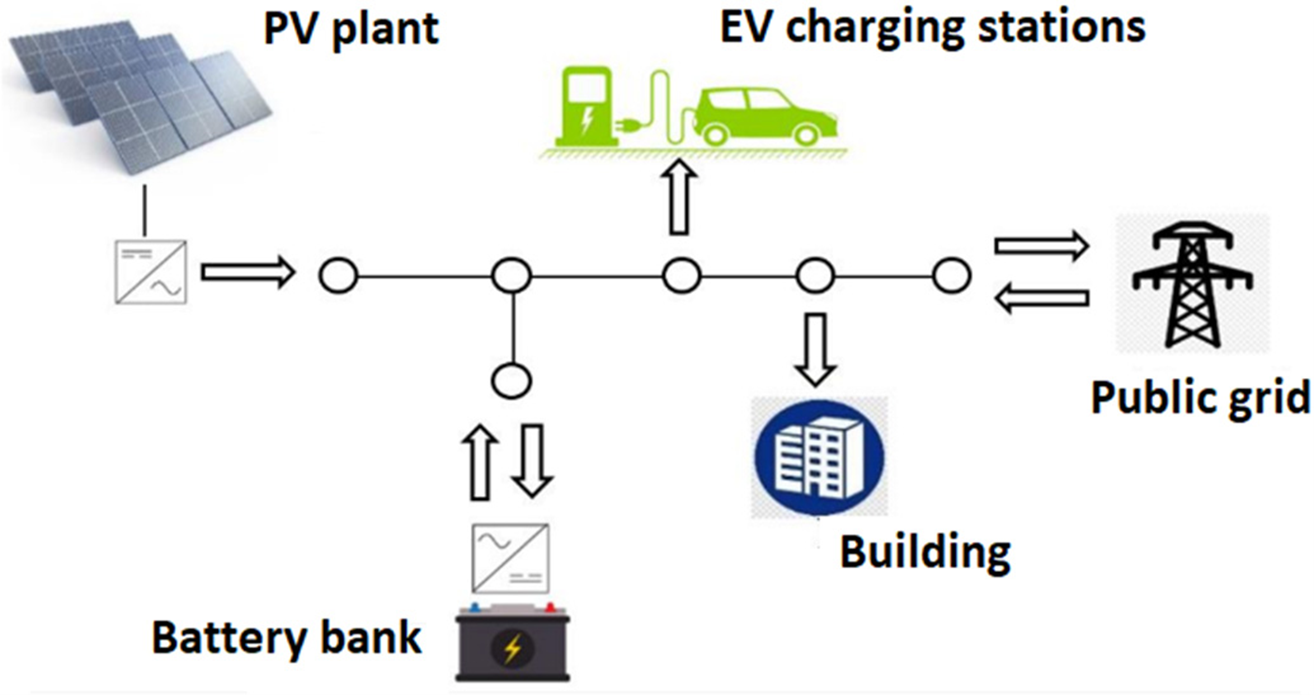 PV plant
EV charging stations
Public grid
Building
Battery bank